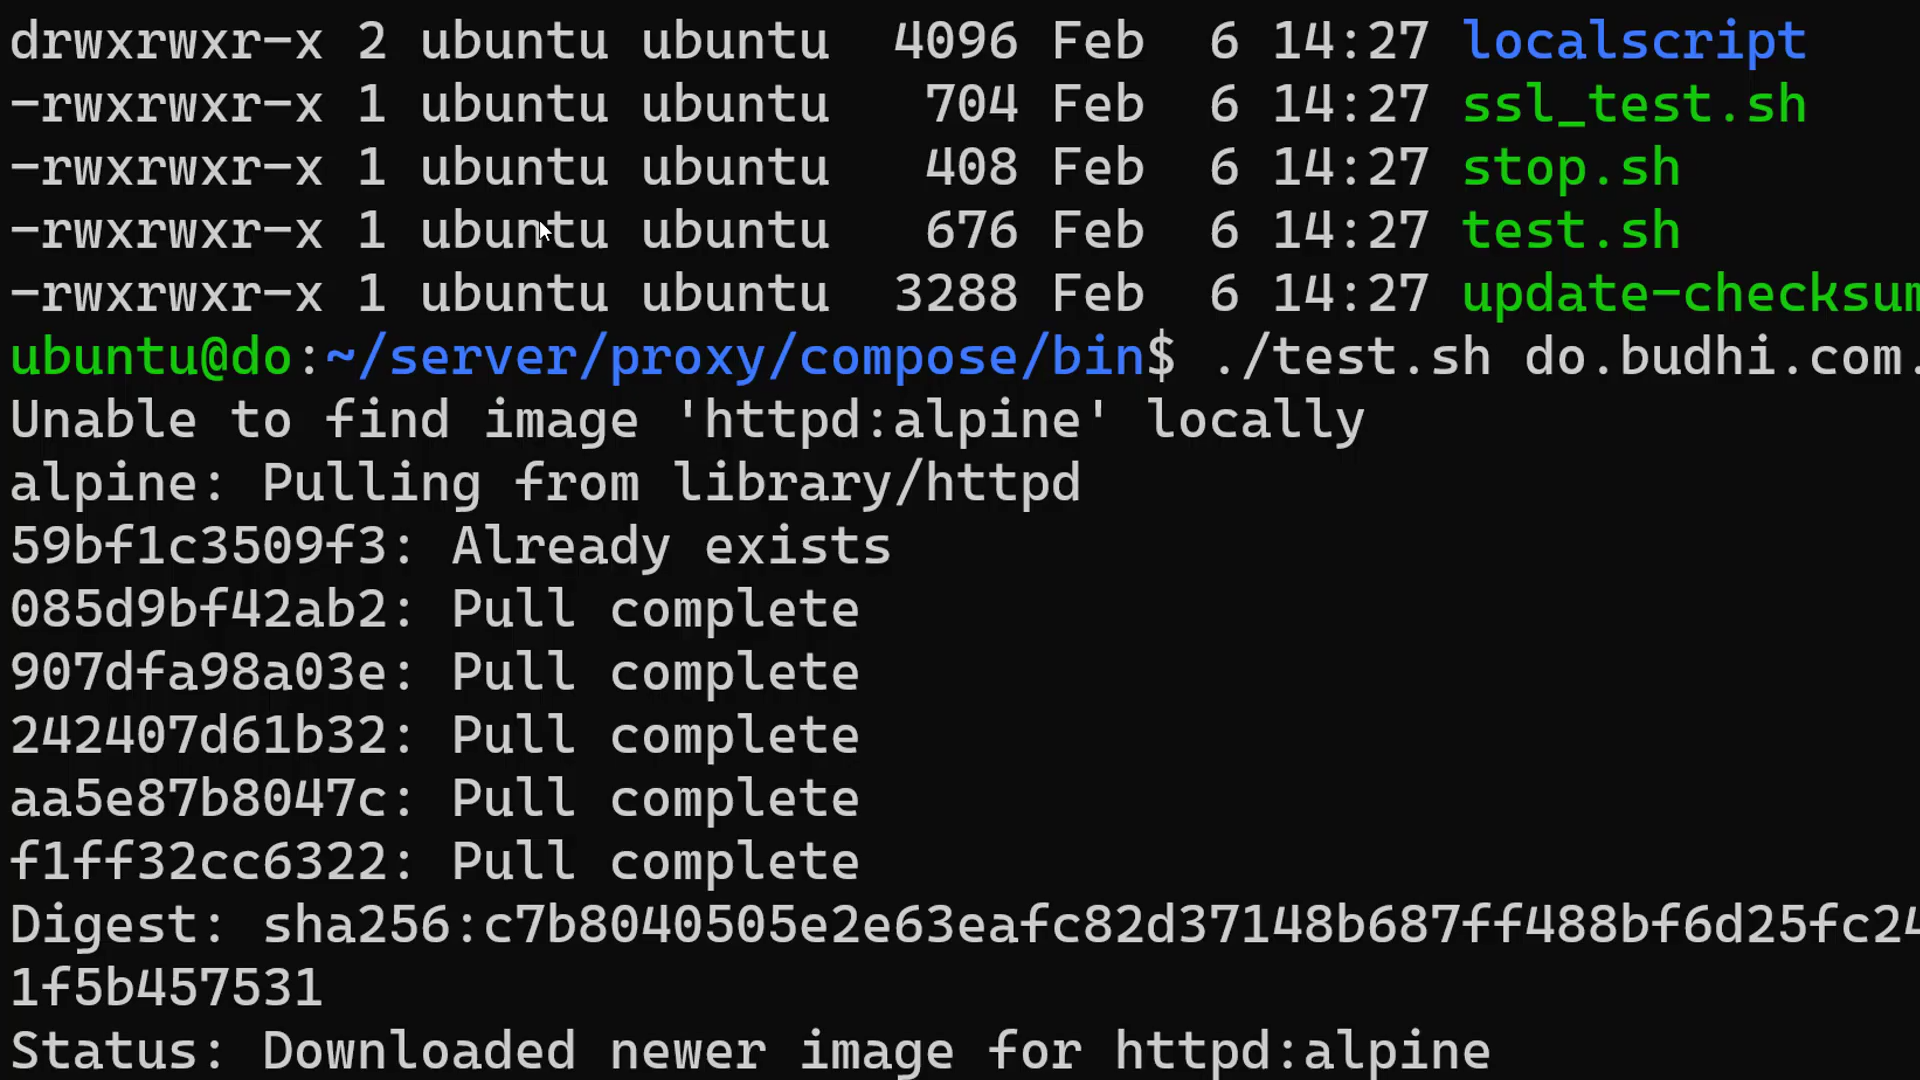 drwxrwxr-x 2 ubuntu ubuntu 4096 Feb 6 14:27 localscript
-rwxrwxr-x 1 ubuntu ubuntu 704 Feb 6 14:27 ssl_test.sh
-rwxrwxr-x 1 ubuntu ubuntu 408 Feb 6 14:27 stop.sh
-rwxrwxr-x 1 ubuntu ubuntu 676 Feb 6 14:27 test.sh
-rwxrwxr-x 1 ubuntu ubuntu 3288 Feb 6 14:27 update-checksum
ubuntu@do:~/server/proxy/compose/bin$ ./test.sh do.budhi.com.
Unable to find image 'httpd:alpine' locally
alpine: Pulling from library/httpd
59bf1c3509f3: Already exists
085d9bf42ab2: Pull complete
907dfa98a03e: Pull complete
242407d61b32: Pull complete
aa5e87b8047c: Pull complete
f1ff32cc6322: Pull complete
Digest: sha256:c7b8040505e2e63eafc82d37148b687ff488bf6d25fc24
1f5b457531
Status: Downloaded newer image for httpd:alpine